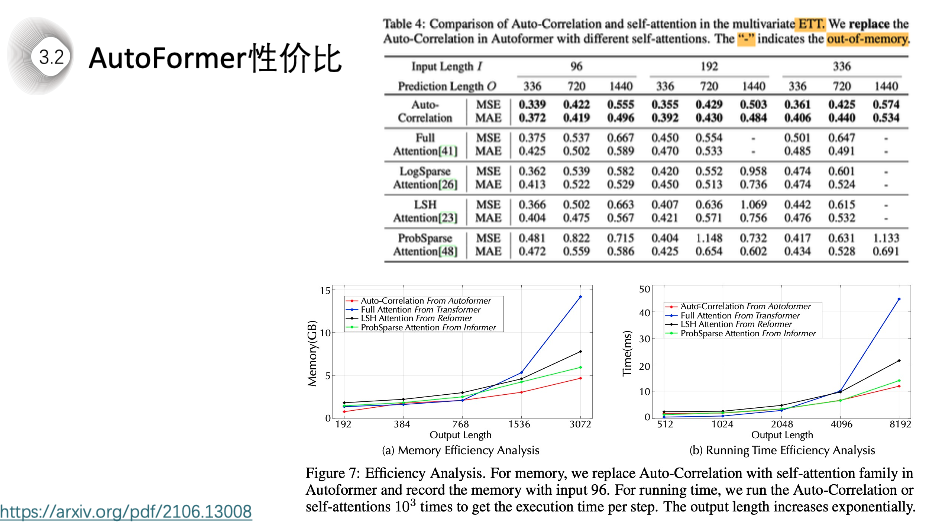 3.2
AutoFormer性价比
Table 4: Comparison of Auto-Correlation and self-attention in the multivariate ETT. We replace the
Auto-Correlation in Autoformer with different self-attentions. The “-” indicates the out-of-memory.
Input Length I 96 192 336
Prediction Length O 336 720 1440 336 720 1440 336 720 1440
Auto- MSE 0.339 0.422 0.555 0.355 0.429 0.503 0.361 0.425 0.574
Correlation MAE 0.372 0.419 0.496 0.392 0.430 0.484 0.406 0.440 0.534
Full MSE 0.375 0.537 0.667 0.450 0.554 - 0.501 0.647 -
Attention[41] MAE 0.425 0.502 0.589 0.470 0.533 - 0.485 0.491 -
LogSparse MSE 0.362 0.539 0.582 0.420 0.552 0.958 0.474 0.601 -
Attention[26] MAE 0.413 0.522 0.529 0.450 0.513 0.736 0.474 0.524 -
LSH MSE 0.366 0.502 0.663 0.407 0.636 1.069 0.442 0.615 -
Attention[23] MAE 0.404 0.475 0.567 0.421 0.571 0.756 0.476 0.532 -
ProbSparse MSE 0.481 0.822 0.715 0.404 1.148 0.732 0.417 0.631 1.133
Attention[48] MAE 0.472 0.559 0.586 0.425 0.654 0.602 0.434 0.528 0.691
15
10
5
0
Memory(GB)
Auto-Correlation From Autoformer
Full Attention From Transformer
LSH Attention From Reformer
ProbSparse Attention From Informer
192 384 768 1536 3072
Output Length
(a) Memory Efficiency Analysis
50
40
30
20
10
0
Time(ms)
Auto-Correlation From Autoformer
Full Attention From Transformer
LSH Attention From Reformer
ProbSparse Attention From Informer
512 1024 2048 4096 8192
Output Length
(b) Running Time Efficiency Analysis
Figure 7: Efficiency Analysis. For memory, we replace Auto-Correlation with self-attention family in
Autoformer and record the memory with input 96. For running time, we run the Auto-Correlation or
self-attentions 10³ times to get the execution time per step. The output length increases exponentially.
https://arxiv.org/pdf/2106.13008